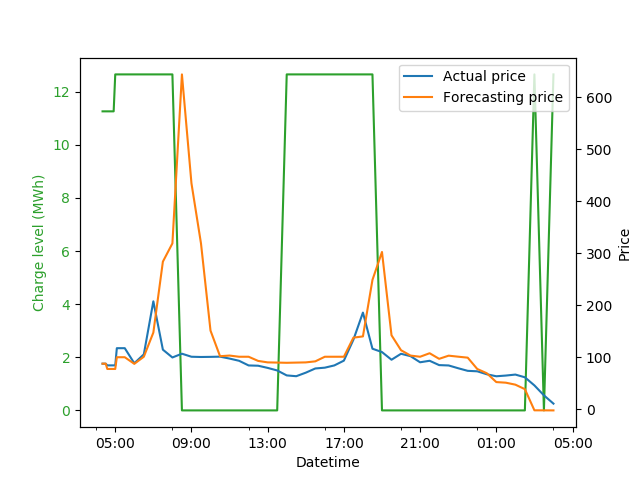 Actual price
Forecasting price
12
10
8
6
4
2
0
Charge level (MWh)
600
500
400
300
200
100
0
Price
05:00 09:00 13:00 17:00 21:00 01:00 05:00
Datetime